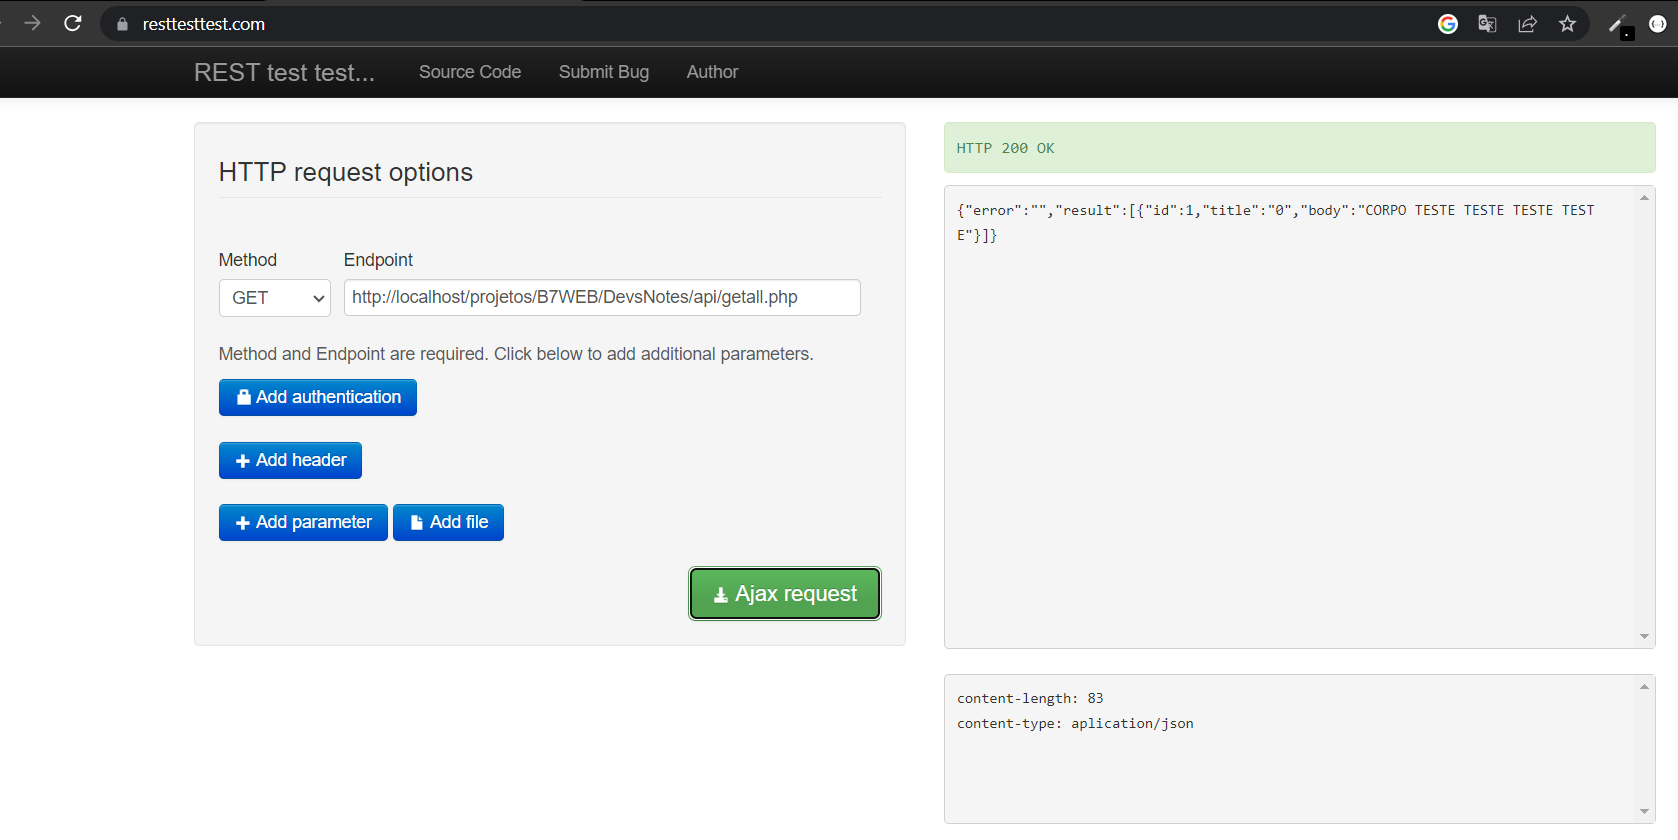 resttesttest.com
REST test test... Source Code Submit Bug Author
HTTP request options
Method Endpoint
GET http://localhost/projetos/B7WEB/DevsNotes/api/getall.php
Method and Endpoint are required. Click below to add additional parameters.
Add authentication
Add header
Add parameter Add file
Ajax request
HTTP 200 OK
{"error":"","result":[{"id":1,"title":"0","body":"CORPO TESTE TESTE TESTE TEST
E"}]}
content-length: 83
content-type: aplication/json